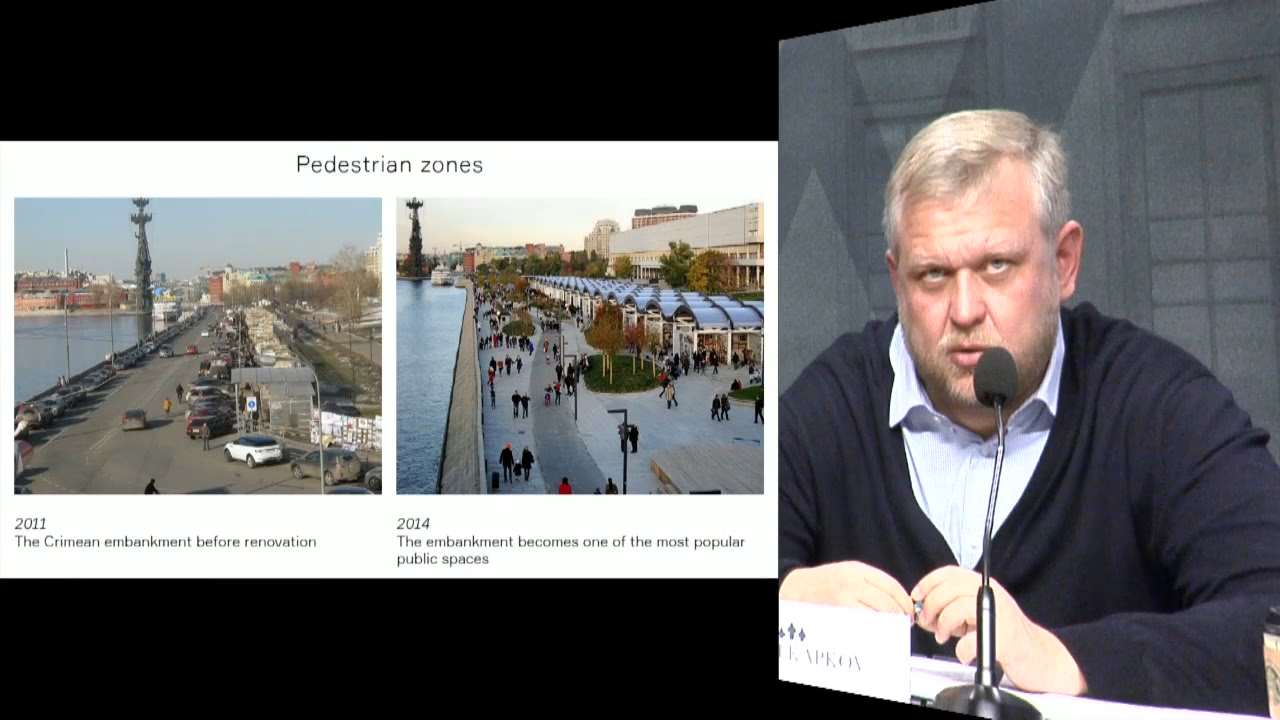 Pedestrian zones
2011
The Crimean embankment before renovation
2014
The embankment becomes one of the most popular
public spaces
KAPKOV